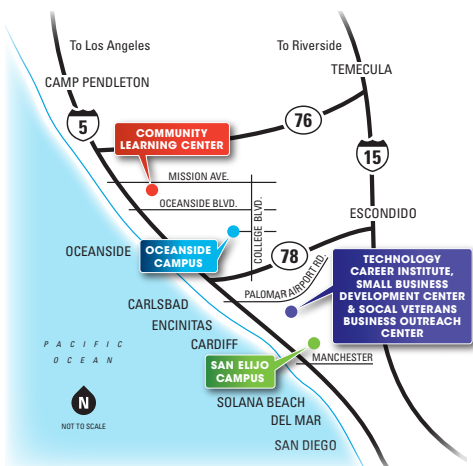 To Los Angeles
To Riverside
CAMP PENDLETON
TEMECULA
5
76
COMMUNITY
LEARNING CENTER
15
MISSION AVE.
OCEANSIDE BLVD.
COLLEGE BLVD.
ESCONDIDO
OCEANSIDE
OCEANSIDE
CAMPUS
78
PALOMAR AIRPORT RD.
TECHNOLOGY
CAREER INSTITUTE,
SMALL BUSINESS
DEVELOPMENT CENTER
& SOCAL VETERANS
BUSINESS OUTREACH
CENTER
CARLSBAD
ENCINITAS
CARDIFF
PACIFIC
OCEAN
MANCHESTER
SAN ELIJO
CAMPUS
N
NOT TO SCALE
SOLANA BEACH
DEL MAR
SAN DIEGO